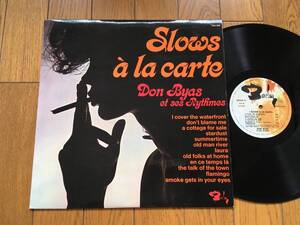 Slows
à la carte
Don Byas
et ses Rythmes
I cover the waterfront
don't blame me
a cottage for sale
stardust
summertime
old man river
laura
old folks at home
en ce temps là
the talk of the town
flamingo
smoke gets in your eyes